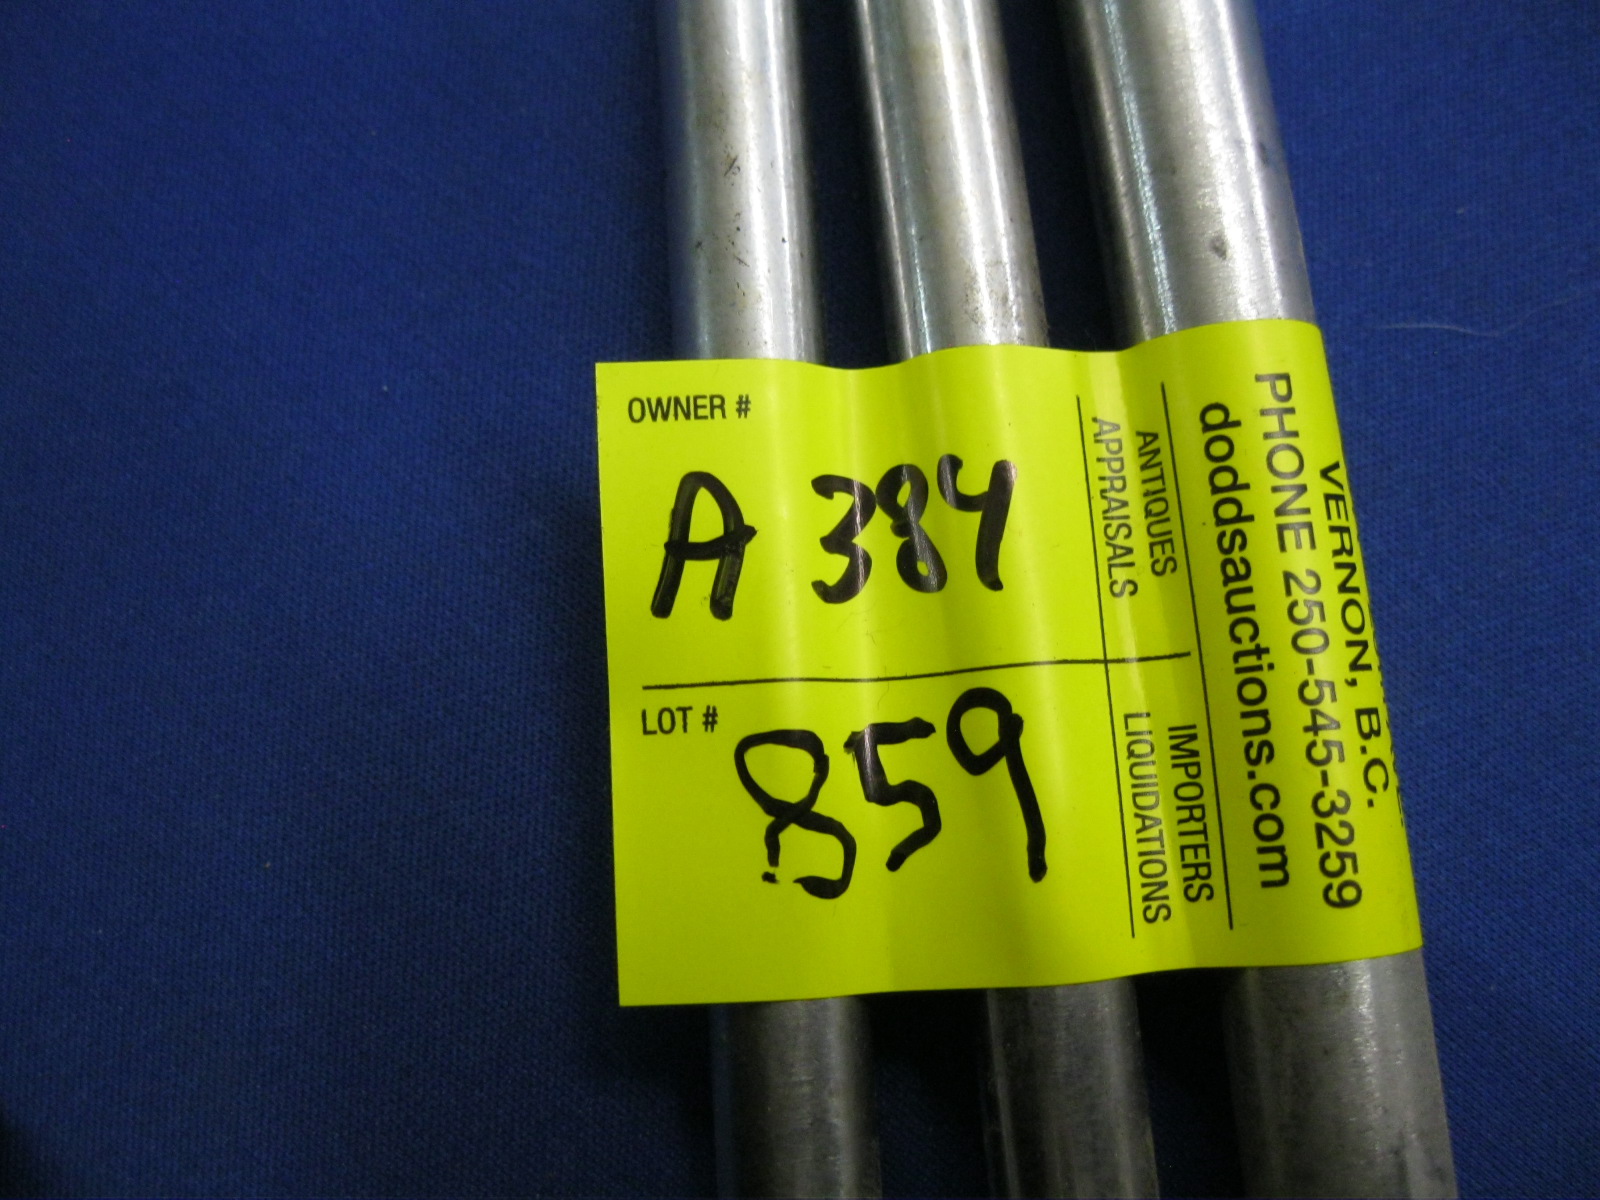 OWNER #
A 384
LOT #
859
ANTIQUES
APPRAISALS
IMPORTERS
LIQUIDATIONS
VERNON, B.C.
PHONE 250-545-3259
doddsauctions.com